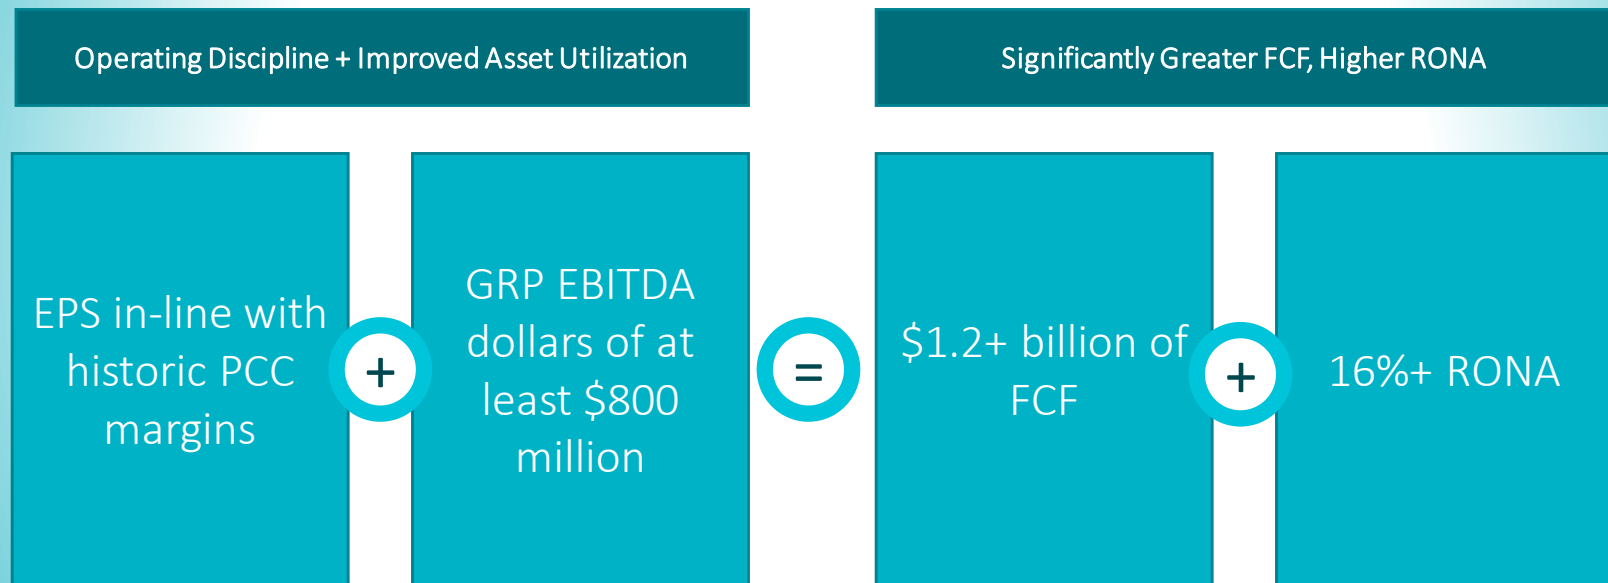 Operating Discipline + Improved Asset Utilization
Significantly Greater FCF, Higher RONA
EPS in-line with
historic PCC
margins
+
GRP EBITDA
dollars of at
least $800
million
=
$1.2+ billion of
FCF
+
16%+ RONA